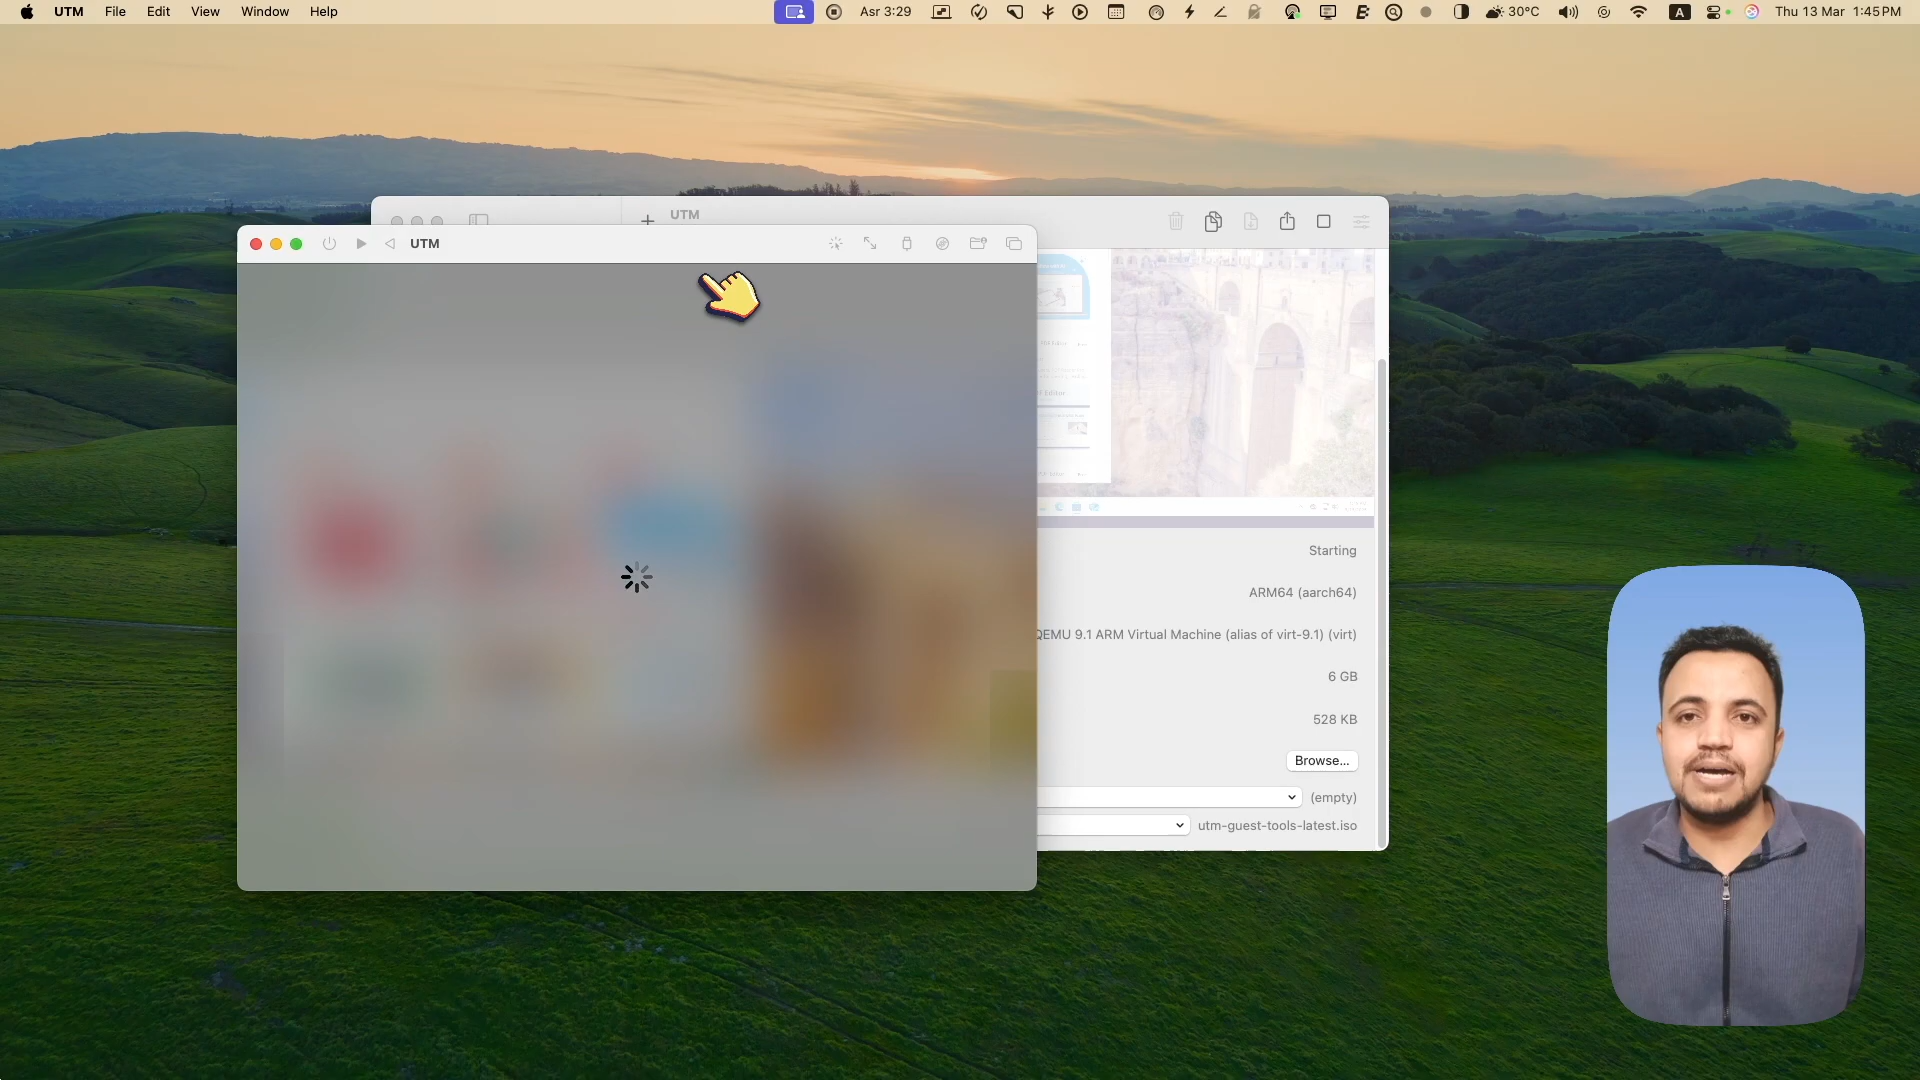 UTM File Edit View Window Help
Asr 3:29
30°C
A
Thu 13 Mar 1:45 PM
UTM
UTM
Starting
ARM64 (aarch64)
QEMU 9.1 ARM Virtual Machine (alias of virt-9.1) (virt)
6 GB
528 KB
Browse...
(empty)
utm-guest-tools-latest.iso